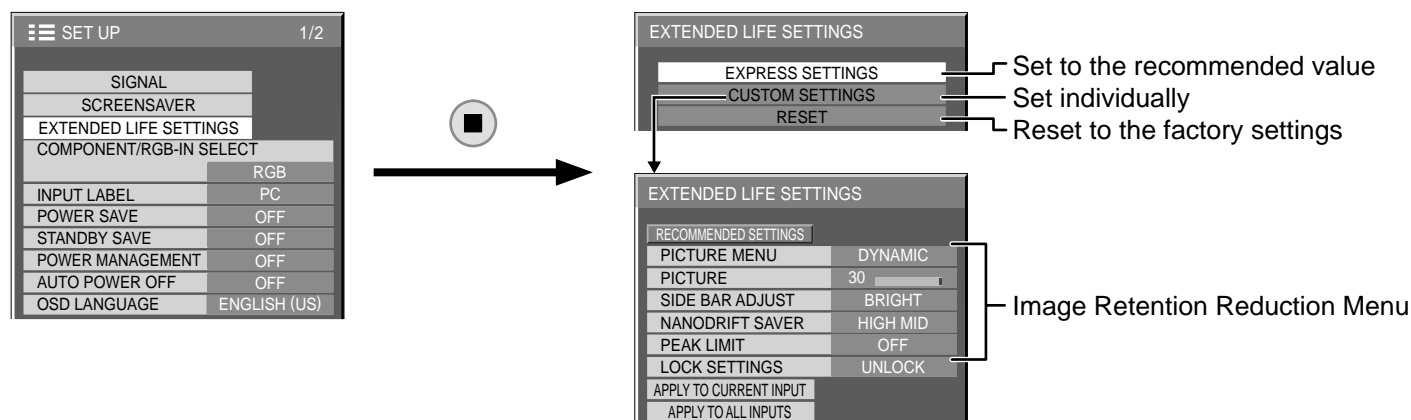 SET UP 1/2
SIGNAL
SCREENSAVER
EXTENDED LIFE SETTINGS
COMPONENT/RGB-IN SELECT
RGB
INPUT LABEL PC
POWER SAVE OFF
STANDBY SAVE OFF
POWER MANAGEMENT OFF
AUTO POWER OFF OFF
OSD LANGUAGE ENGLISH (US)
EXTENDED LIFE SETTINGS
EXPRESS SETTINGS
CUSTOM SETTINGS
RESET
Set to the recommended value
Set individually
Reset to the factory settings
EXTENDED LIFE SETTINGS
RECOMMENDED SETTINGS
PICTURE MENU DYNAMIC
PICTURE 30
SIDE BAR ADJUST BRIGHT
NANODRIFT SAVER HIGH MID
PEAK LIMIT OFF
LOCK SETTINGS UNLOCK
APPLY TO CURRENT INPUT
APPLY TO ALL INPUTS
Image Retention Reduction Menu